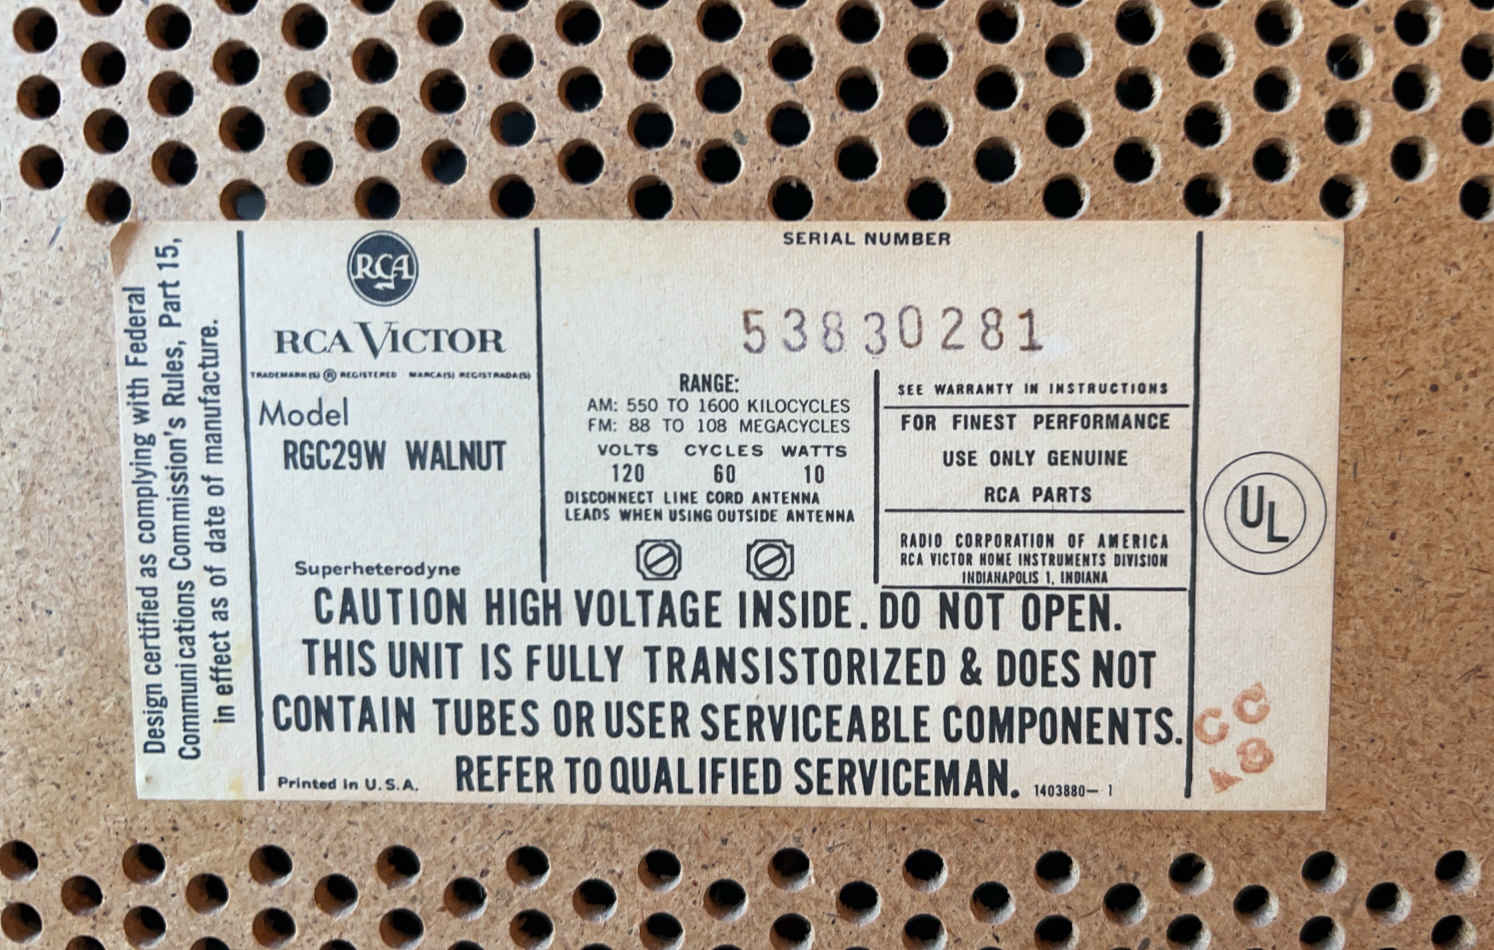 Design certified as complying with Federal
Communications Commission's Rules, Part 15,
in effect as of date of manufacture.
RCA
RCA VICTOR
TRADEMARK(S) ® REGISTERED MARCA(S) REGISTRADA(S)
Model
RGC29W WALNUT
Superheterodyne
SERIAL NUMBER
53830281
RANGE:
AM: 550 TO 1600 KILOCYCLES
FM: 88 TO 108 MEGACYCLES
VOLTS CYCLES WATTS
120 60 10
DISCONNECT LINE CORD ANTENNA
LEADS WHEN USING OUTSIDE ANTENNA
SEE WARRANTY IN INSTRUCTIONS
FOR FINEST PERFORMANCE
USE ONLY GENUINE
RCA PARTS
RADIO CORPORATION OF AMERICA
RCA VICTOR HOME INSTRUMENTS DIVISION
INDIANAPOLIS 1, INDIANA
CAUTION HIGH VOLTAGE INSIDE. DO NOT OPEN.
THIS UNIT IS FULLY TRANSISTORIZED & DOES NOT
CONTAIN TUBES OR USER SERVICEABLE COMPONENTS.
REFER TO QUALIFIED SERVICEMAN.
Printed in U.S.A.
1403880-1
UL
CC